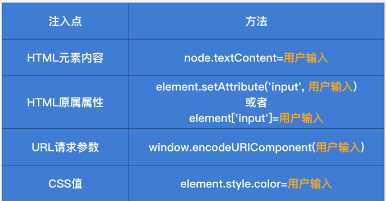 注入点 方法
HTML元素内容 node.textContent=用户输入
HTML原属属性 element.setAttribute('input', 用户输入)
或者
element['input']=用户输入
URL请求参数 window.encodeURIComponent(用户输入)
CSS值 element.style.color=用户输入